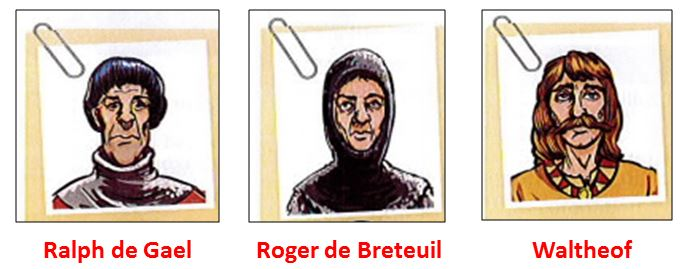 Ralph de Gael
Roger de Breteuil
Waltheof